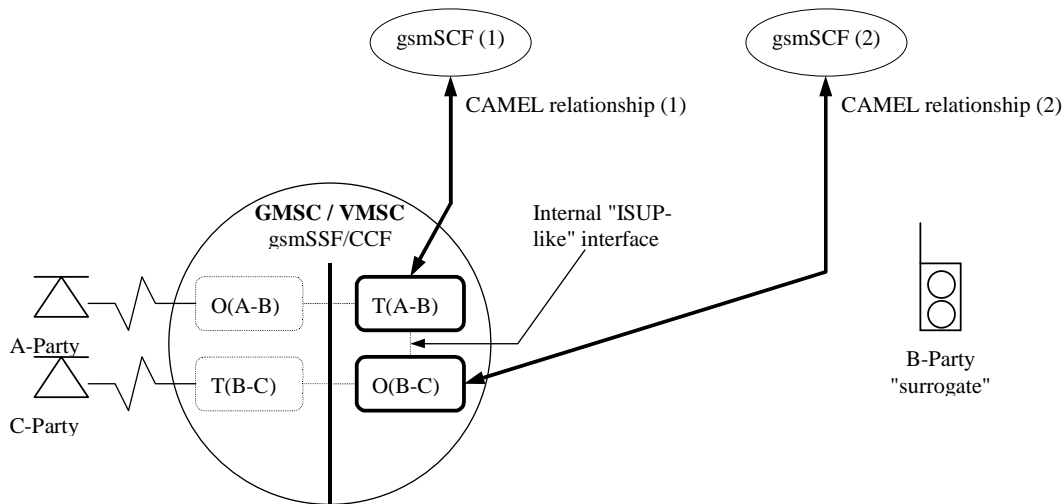 gsmSCF (1)
gsmSCF (2)
CAMEL relationship (1)
CAMEL relationship (2)
GMSC / VMSC
gsmSSF/CCF
Internal "ISUP-
like" interface
O(A-B)
T(A-B)
A-Party
T(B-C)
O(B-C)
C-Party
B-Party
"surrogate"